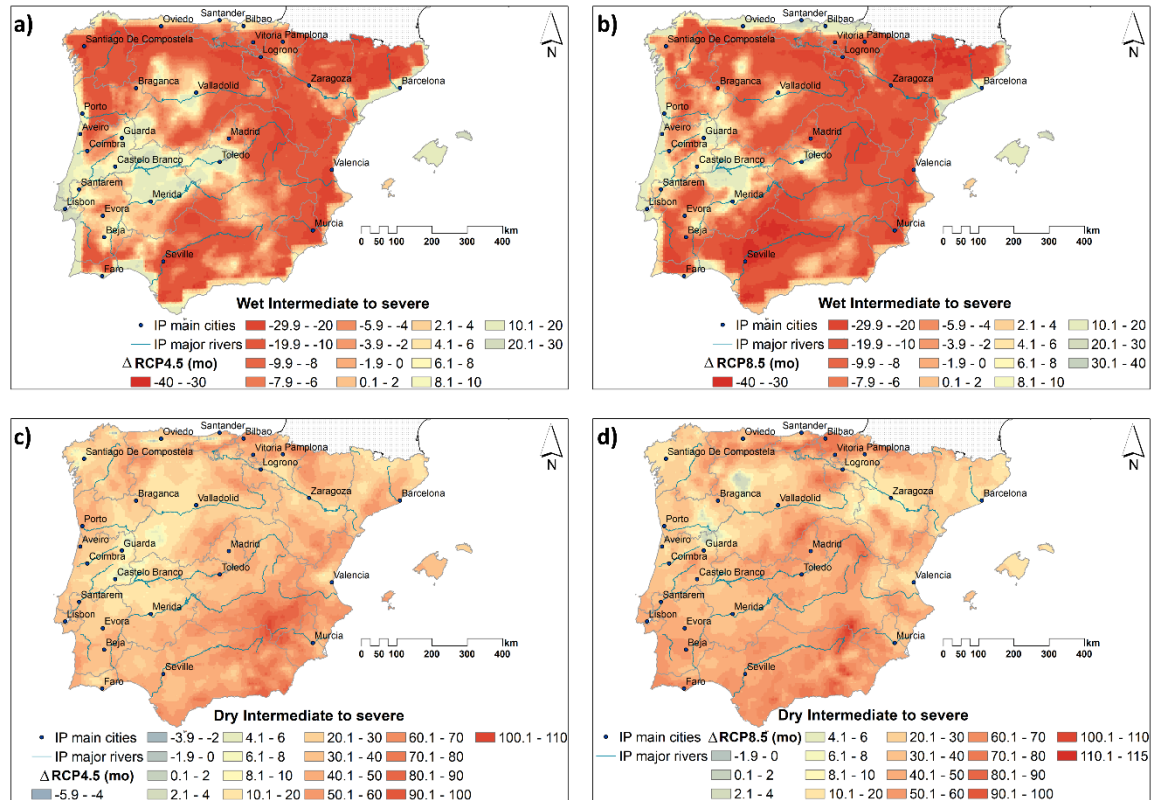 a)
Oviedo
Santander
Bilbao
Santiago De Compostela
Vitoria Pamplona
Logrono
Braganca
Valladolid
Zaragoza
Barcelona
Porto
Aveiro
Guarda
Coimbra
Madrid
Castelo Branco
Toledo
Santarem
Valencia
Lisbon
Merida
Evora
Beja
Murcia
Seville
Faro
N
km
0 50 100 200 300 400
Wet Intermediate to severe
IP main cities
IP major rivers
Δ RCP4.5 (mo)
-40 - -30
-29.9 - -20
-19.9 - -10
-9.9 - -8
-7.9 - -6
-5.9 - -4
-3.9 - -2
-1.9 - 0
0.1 - 2
2.1 - 4
4.1 - 6
6.1 - 8
8.1 - 10
10.1 - 20
20.1 - 30
b)
Oviedo
Santander
Bilbao
Santiago De Compostela
Vitoria Pamplona
Logrono
Braganca
Valladolid
Zaragoza
Barcelona
Porto
Aveiro
Guarda
Coimbra
Madrid
Castelo Branco
Toledo
Santarem
Valencia
Lisbon
Merida
Evora
Beja
Murcia
Seville
Faro
N
km
0 50 100 200 300 400
Wet Intermediate to severe
IP main cities
IP major rivers
Δ RCP8.5 (mo)
-40 - -30
-29.9 - -20
-19.9 - -10
-9.9 - -8
-7.9 - -6
-5.9 - -4
-3.9 - -2
-1.9 - 0
0.1 - 2
2.1 - 4
4.1 - 6
6.1 - 8
8.1 - 10
10.1 - 20
20.1 - 30
30.1 - 40
c)
Oviedo
Santander
Bilbao
Santiago De Compostela
Vitoria Pamplona
Logrono
Braganca
Valladolid
Zaragoza
Barcelona
Porto
Aveiro
Guarda
Coimbra
Madrid
Castelo Branco
Toledo
Santarem
Valencia
Lisbon
Merida
Evora
Beja
Murcia
Seville
Faro
N
km
0 50 100 200 300 400
Dry Intermediate to severe
IP main cities
IP major rivers
Δ RCP4.5 (mo)
-5.9 - -4
-3.9 - -2
-1.9 - 0
0.1 - 2
2.1 - 4
4.1 - 6
6.1 - 8
8.1 - 10
10.1 - 20
20.1 - 30
30.1 - 40
40.1 - 50
50.1 - 60
60.1 - 70
70.1 - 80
80.1 - 90
90.1 - 100
100.1 - 110
d)
Oviedo
Santander
Bilbao
Santiago De Compostela
Vitoria Pamplona
Logrono
Braganca
Valladolid
Zaragoza
Barcelona
Porto
Aveiro
Guarda
Coimbra
Madrid
Castelo Branco
Toledo
Santarem
Valencia
Lisbon
Merida
Evora
Beja
Murcia
Seville
Faro
N
km
0 50 100 200 300 400
Dry Intermediate to severe
IP main cities
IP major rivers
Δ RCP8.5 (mo)
-1.9 - 0
0.1 - 2
2.1 - 4
4.1 - 6
6.1 - 8
8.1 - 10
10.1 - 20
20.1 - 30
30.1 - 40
40.1 - 50
50.1 - 60
60.1 - 70
70.1 - 80
80.1 - 90
90.1 - 100
100.1 - 110
110.1 - 115